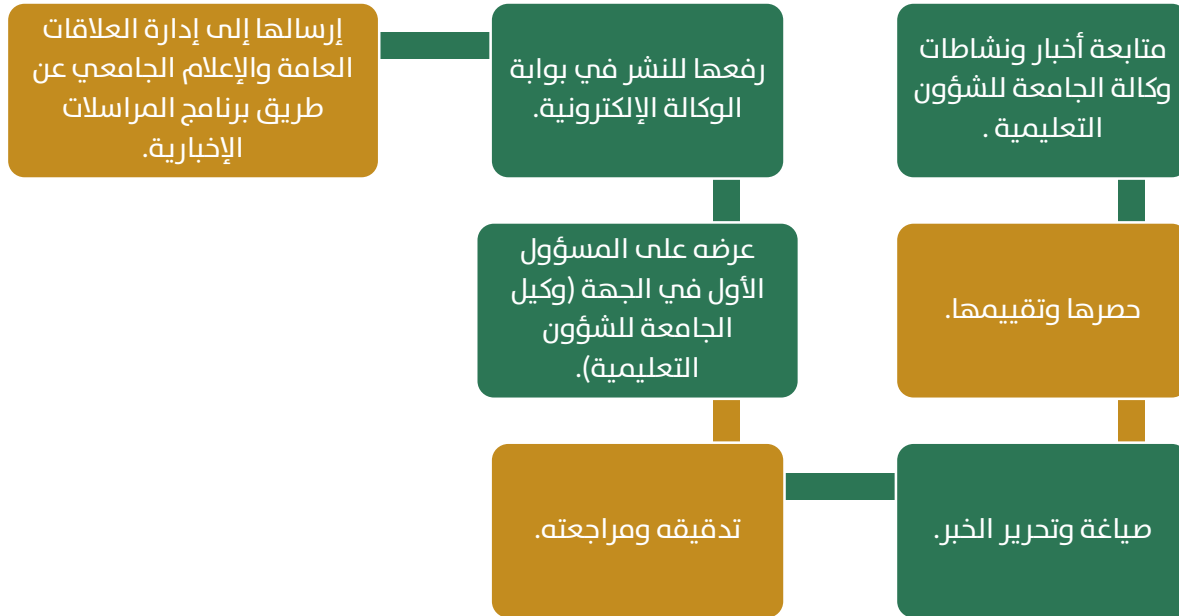 متابعة أخبار ونشاطات
وكالة الجامعة للشؤون
التعليمية .
حصرها وتقييمها.
صياغة وتحرير الخبر.
تدقيقه ومراجعته.
عرضه على المسؤول
الأول في الجهة (وكيل
الجامعة للشؤون
التعليمية).
رفعها للنشر في بوابة
الوكالة الإلكترونية.
إرسالها إلى إدارة العلاقات
العامة والإعلام الجامعي عن
طريق برنامج المراسلات
الإخبارية.